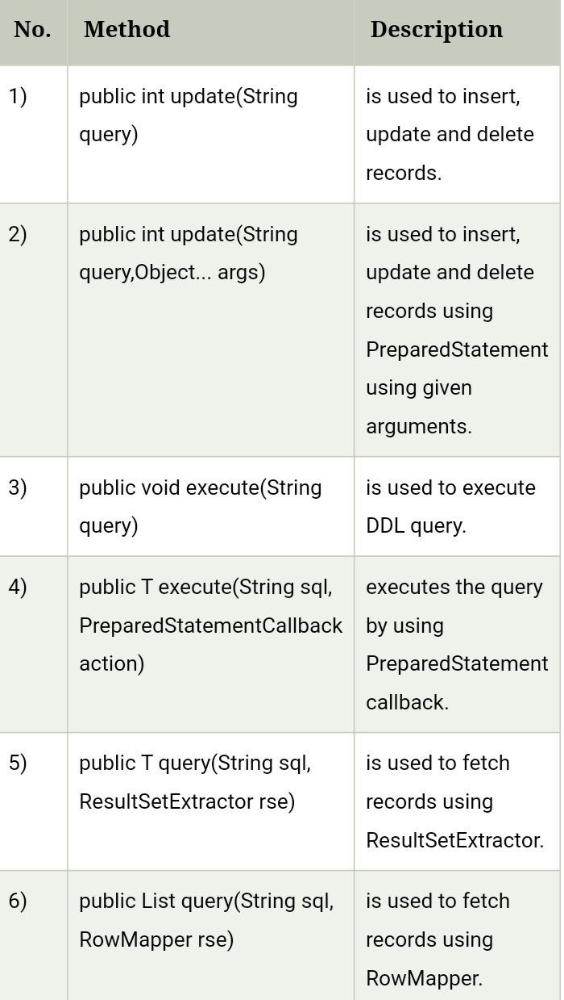 No. Method Description
1) public int update(String is used to insert,
query) update and delete
records.
2) public int update(String is used to insert,
query,Object... args) update and delete
records using
PreparedStatement
using given
arguments.
3) public void execute(String is used to execute
query) DDL query.
4) public T execute(String sql, executes the query
PreparedStatementCallback by using
action) PreparedStatement
callback.
5) public T query(String sql, is used to fetch
ResultSetExtractor rse) records using
ResultSetExtractor.
6) public List query(String sql, is used to fetch
RowMapper rse) records using
RowMapper.